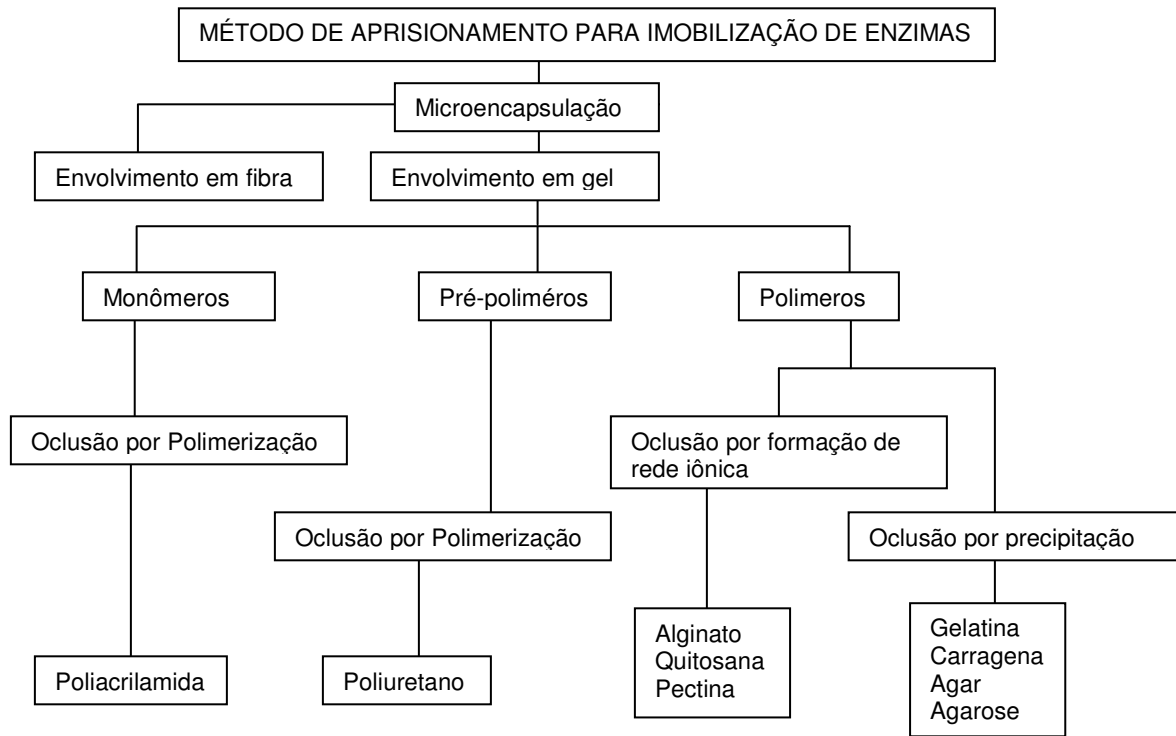 MÉTODO DE APRISIONAMENTO PARA IMOBILIZAÇÃO DE ENZIMAS
Microencapsulação
Envolvimento em fibra
Envolvimento em gel
Monômeros
Pré-poliméros
Polimeros
Oclusão por Polimerização
Oclusão por formação de
rede iônica
Oclusão por Polimerização
Oclusão por precipitação
Poliacrilamida
Poliuretano
Alginato
Quitosana
Pectina
Gelatina
Carragena
Agar
Agarose